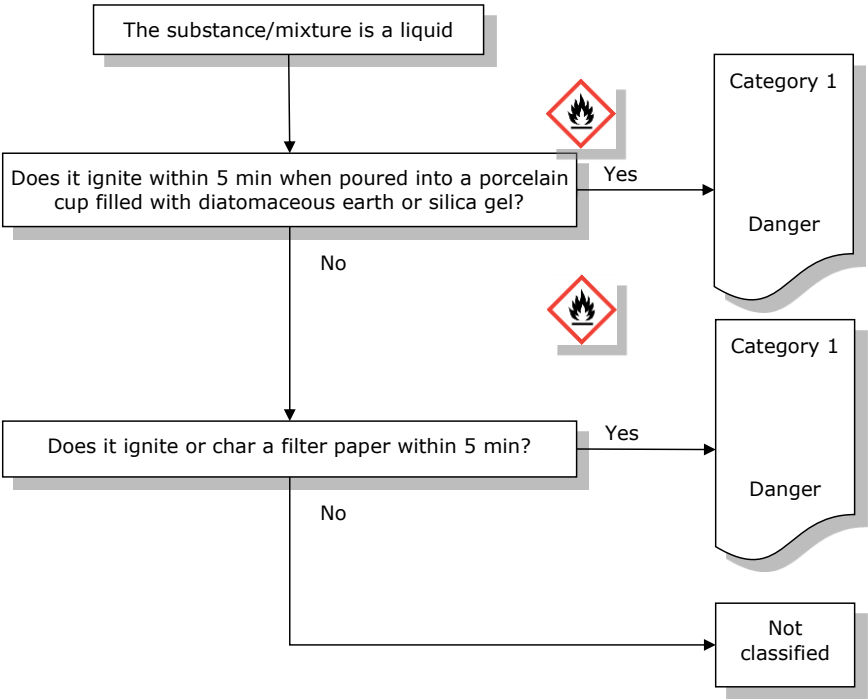 The substance/mixture is a liquid
Category 1
Does it ignite within 5 min when poured into a porcelain
cup filled with diatomaceous earth or silica gel?
Yes
Danger
No
Category 1
Does it ignite or char a filter paper within 5 min?
Yes
Danger
No
Not
classified